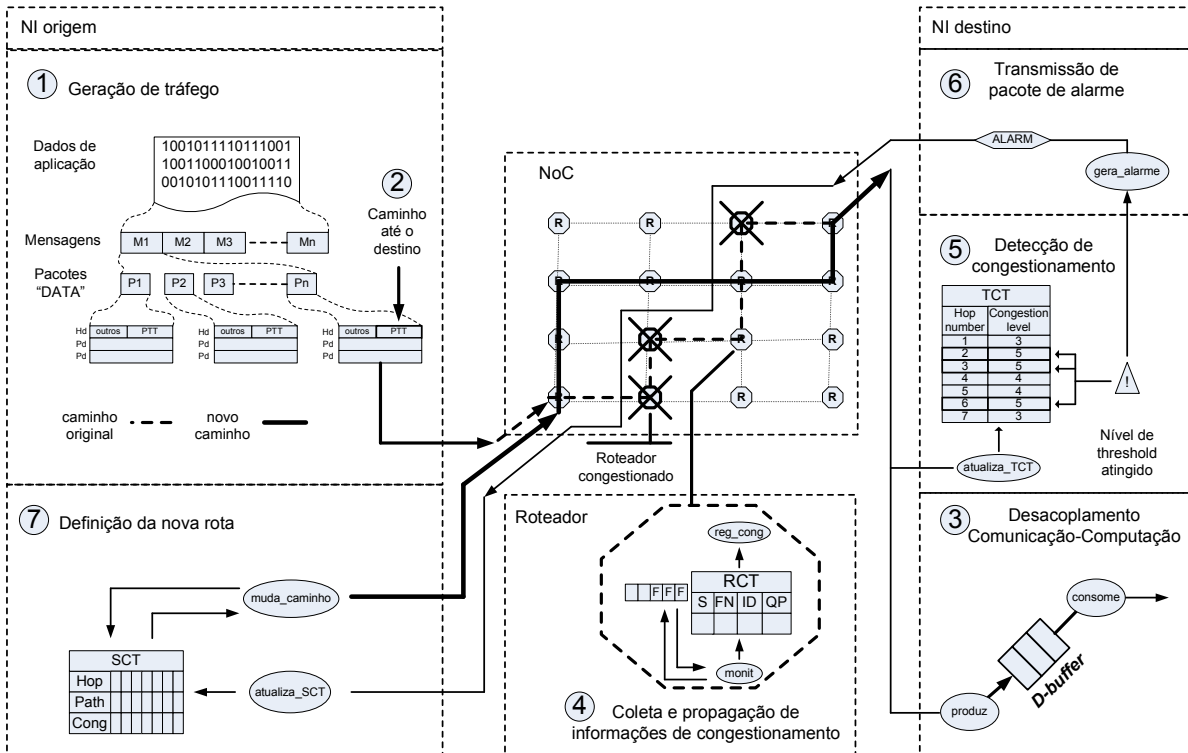 NI origem
1 Geração de tráfego
Dados de
aplicação
1001011110111001
1001100010010011
0010101110011110
2
Caminho
até o
destino
Mensagens
M1 M2 M3 Mn
Pacotes
“DATA”
P1 P2 P3 Pn
Hd outros PTT
Pd
Pd
Hd outros PTT
Pd
Pd
Hd outros PTT
Pd
Pd
caminho
original
novo
caminho
7 Definição da nova rota
muda_caminho
SCT
Hop
Path
Cong
atualiza_SCT
NoC
R R R
R R R R
R R R
R R R
Roteador
congestionado
Roteador
reg_cong
RCT
S FN ID QP
F F F
monit
4 Coleta e propagação de
informações de congestionamento
NI destino
6 Transmissão de
pacote de alarme
ALARM
gera_alarme
5 Detecção de
congestionamento
TCT
Hop
number
Congestion
level
1 3
2 5
3 5
4 4
5 4
6 5
7 3
!
atualiza_TCT
Nível de
threshold
atingido
3 Desacoplamento
Comunicação-Computação
consome
D-buffer
produz